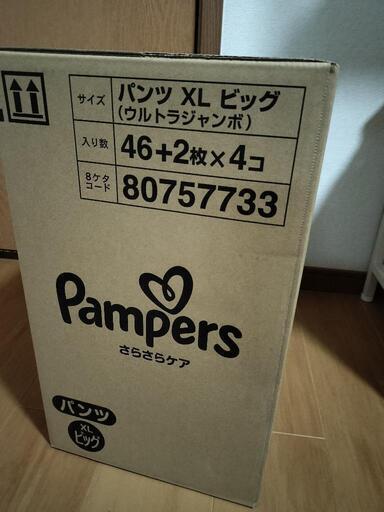 サイズ
パンツ XL ビッグ
(ウルトラジャンボ)
入り数
46+2枚×4コ
8ケタ
コード
80757733
Pampers
さらさらケア
パンツ
XL
ビッグ